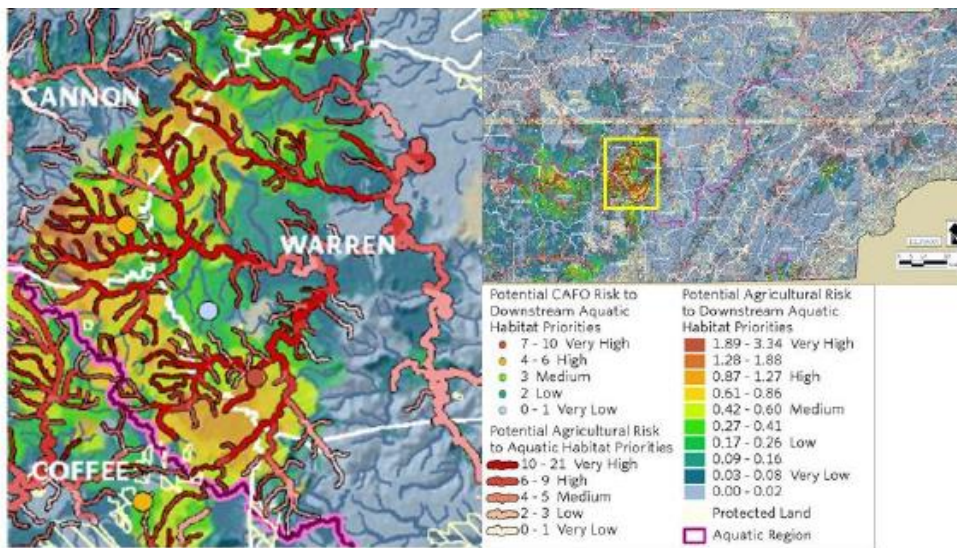 CANNON
WARREN
COFFEE
Potential CAFO Risk to
Downstream Aquatic
Habitat Priorities
7 - 10 Very High
4 - 6 High
3 Medium
2 Low
0 - 1 Very Low
Potential Agricultural Risk
to Aquatic Habitat Priorities
10 - 21 Very High
6 - 9 High
4 - 5 Medium
2 - 3 Low
0 - 1 Very Low
Potential Agricultural Risk
to Downstream Aquatic
Habitat Priorities
1.89 - 3.34 Very High
1.28 - 1.88
0.87 - 1.27 High
0.61 - 0.86
0.42 - 0.60 Medium
0.27 - 0.41
0.17 - 0.26 Low
0.09 - 0.16
0.03 - 0.08 Very Low
0.00 - 0.02
Protected Land
Aquatic Region